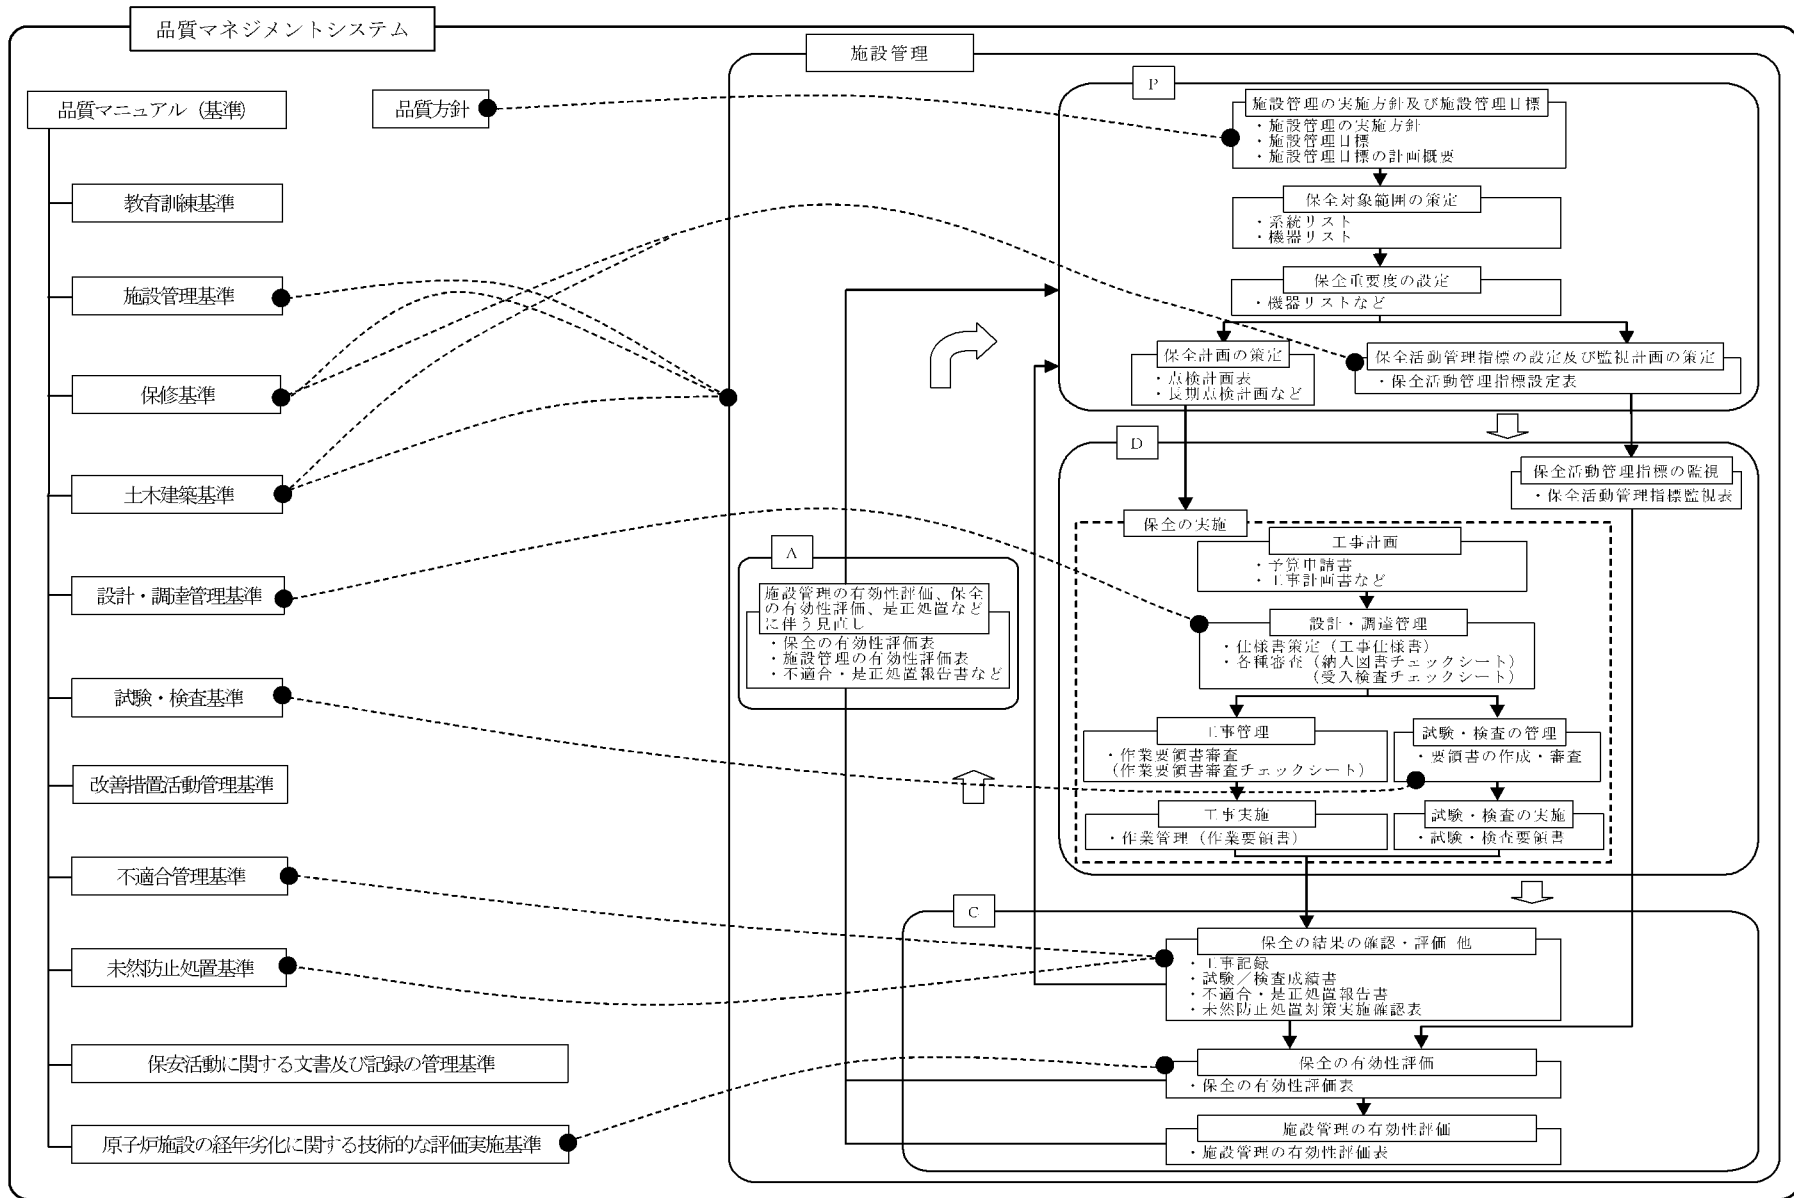 品質マネジメントシステム
品質マニュアル（基準）
品質方針
教育訓練基準
施設管理基準
保修基準
土木建築基準
設計・調達管理基準
試験・検査基準
改善措置活動管理基準
不適合管理基準
未然防止処置基準
保安活動に関する文書及び記録の管理基準
原子炉施設の経年劣化に関する技術的な評価実施基準
施設管理
P
施設管理の実施方針及び施設管理目標
・施設管理の実施方針
・施設管理目標
・施設管理目標の計画概要
保全対象範囲の策定
・系統リスト
・機器リスト
保全重要度の設定
・機器リストなど
保全計画の策定
・点検計画表
・長期点検計画など
保全活動管理指標の設定及び監視計画の策定
・保全活動管理指標設定表
D
保全活動管理指標の監視
・保全活動管理指標監視表
保全の実施
工事計画
・予算申請書
・工事計画書など
設計・調達管理
・仕様書策定（工事仕様書）
・各種審査（納入図書チェックシート）
（受入検査チェックシート）
工事管理
・作業要領書審査
（作業要領書審査チェックシート）
試験・検査の管理
・要領書の作成・審査
工事実施
・作業管理（作業要領書）
試験・検査の実施
・試験・検査要領書
A
施設管理の有効性評価、保全
の有効性評価、是正処置など
に伴う見直し
・保全の有効性評価表
・施設管理の有効性評価表
・不適合・是正処置報告書など
C
保全の結果の確認・評価 他
・工事記録
・試験／検査成績書
・不適合・是正処置報告書
・未然防止処置対策実施確認表
保全の有効性評価
・保全の有効性評価表
施設管理の有効性評価
・施設管理の有効性評価表